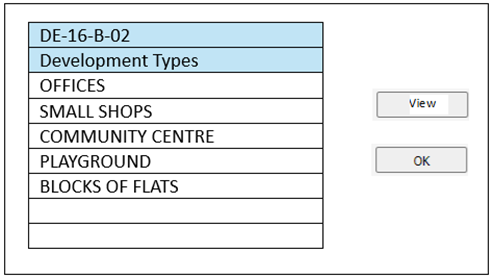 DE-16-B-02
Development Types
OFFICES
SMALL SHOPS
COMMUNITY CENTRE
PLAYGROUND
BLOCKS OF FLATS
View
OK